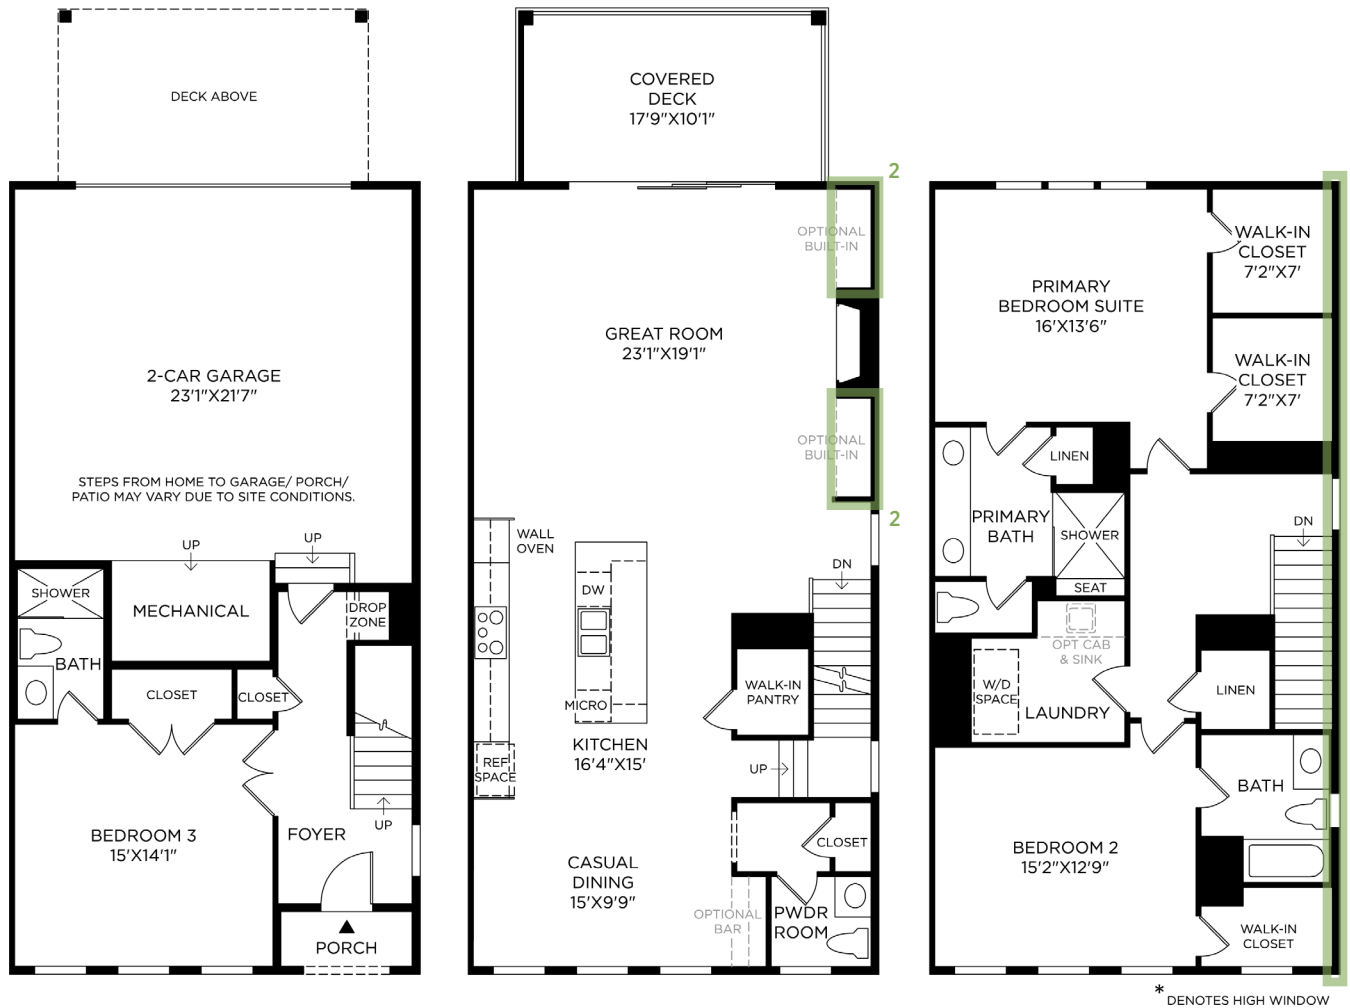 DECK ABOVE
2-CAR GARAGE
23'1"X21'7"
STEPS FROM HOME TO GARAGE/ PORCH/
PATIO MAY VARY DUE TO SITE CONDITIONS.
UP
UP
SHOWER
MECHANICAL
DROP
ZONE
BATH
CLOSET
CLOSET
BEDROOM 3
15'X14'1"
FOYER
UP
PORCH
COVERED
DECK
17'9"X10'1"
2
OPTIONAL
BUILT-IN
GREAT ROOM
23'1"X19'1"
OPTIONAL
BUILT-IN
2
WALL
OVEN
DW
DN
MICRO
WALK-IN
PANTRY
KITCHEN
16'4"X15'
REF
SPACE
UP
CASUAL
DINING
15'X9'9"
CLOSET
OPTIONAL
BAR
PWDR
ROOM
PRIMARY
BEDROOM SUITE
16'X13'6"
WALK-IN
CLOSET
7'2"X7'
WALK-IN
CLOSET
7'2"X7'
LINEN
PRIMARY
BATH
SHOWER
SEAT
DN
OPT CAB
& SINK
W/D
SPACE
LAUNDRY
LINEN
BATH
BEDROOM 2
15'2"X12'9"
WALK-IN
CLOSET
* DENOTES HIGH WINDOW